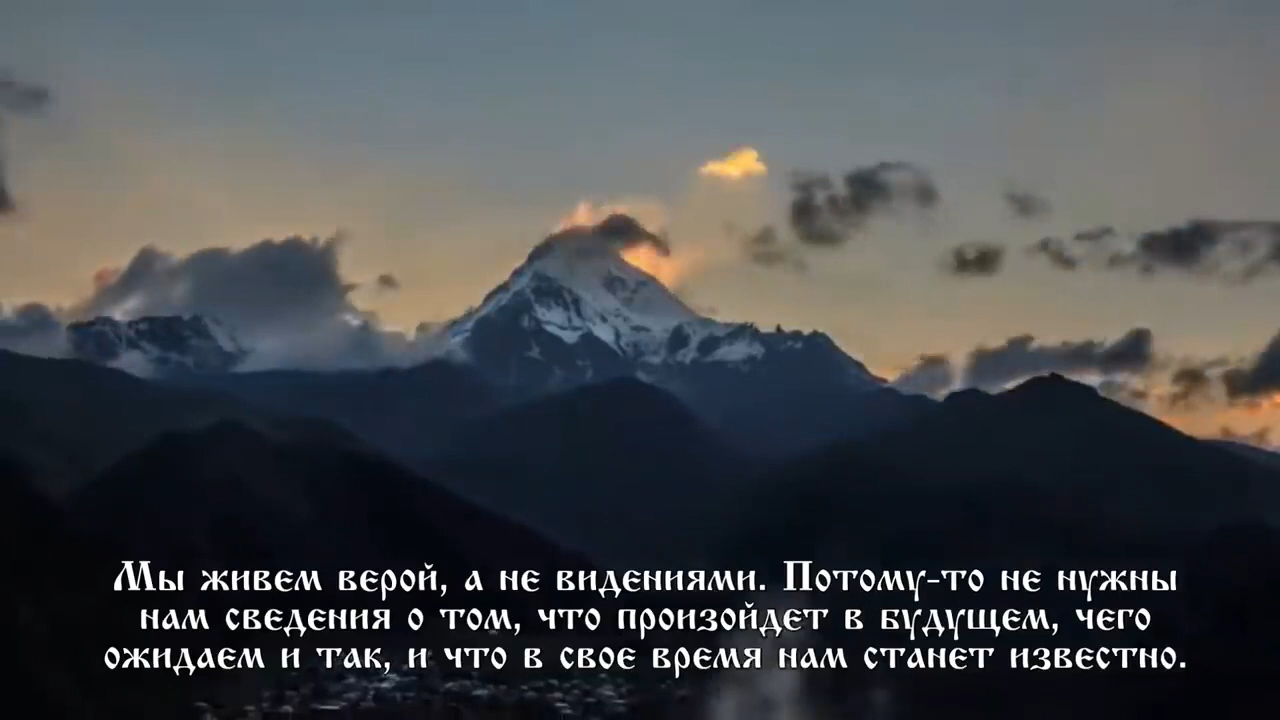 Мы живем верой, а не видениями. Потому-то не нужны
нам сведения о том, что произойдет в будущем, чего
ожидаем и так, и что в свое время нам станет известно.